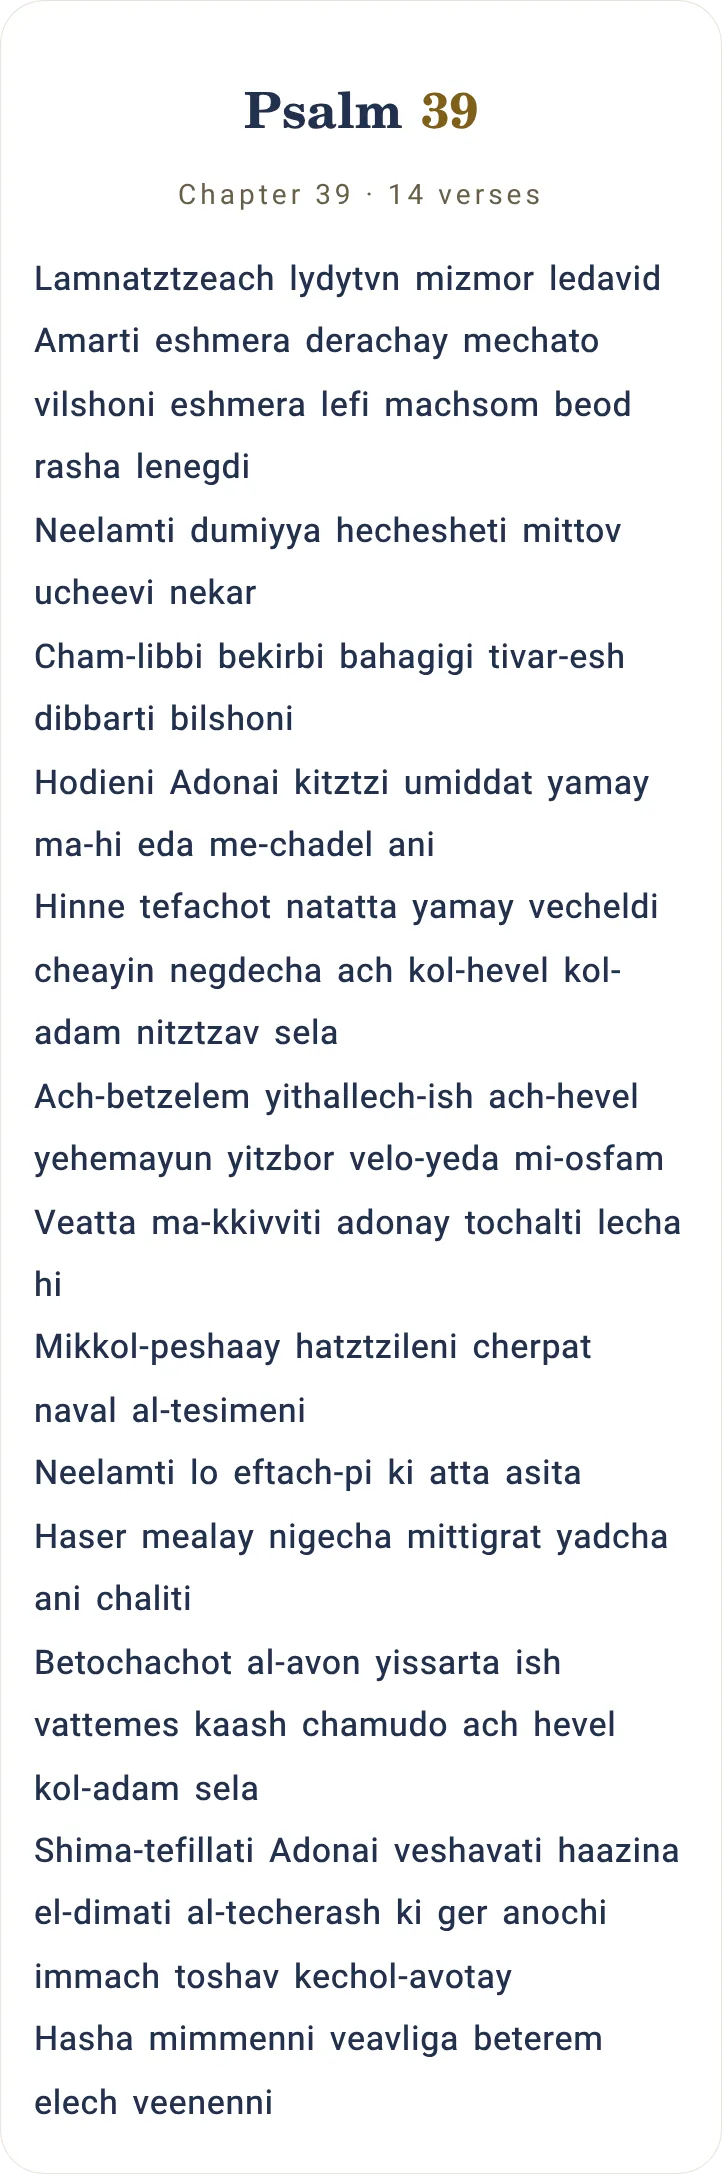 Psalm 39
Chapter 39 · 14 verses
Lamnatztzeach lydytvn mizmor ledavid
Amarti eshmera derachay mechato
vilshoni eshmera lefi machsom beod
rasha lenegdi
Neelamti dumiyya hechesheti mittov
ucheevi nekar
Cham-libbi bekirbi bahagigi tivar-esh
dibbarti bilshoni
Hodieni Adonai kitztzi umiddat yamay
ma-hi eda me-chadel ani
Hinne tefachot natatta yamay vecheldi
cheayin negdecha ach kol-hevel kol-
adam nitztzav sela
Ach-betzelem yithallech-ish ach-hevel
yehemayun yitzbor velo-yeda mi-osfam
Veatta ma-kkivviti adonay tochalti lecha
hi
Mikkol-peshaay hatztzileni cherpat
naval al-tesimeni
Neelamti lo eftach-pi ki atta asita
Haser mealay nigecha mittigrat yadcha
ani chaliti
Betochachot al-avon yissarta ish
vattemes kaash chamudo ach hevel
kol-adam sela
Shima-tefillati Adonai veshavati haazina
el-dimati al-techerash ki ger anochi
immach toshav kechol-avotay
Hasha mimmenni veavliga beterem
elech veenenni